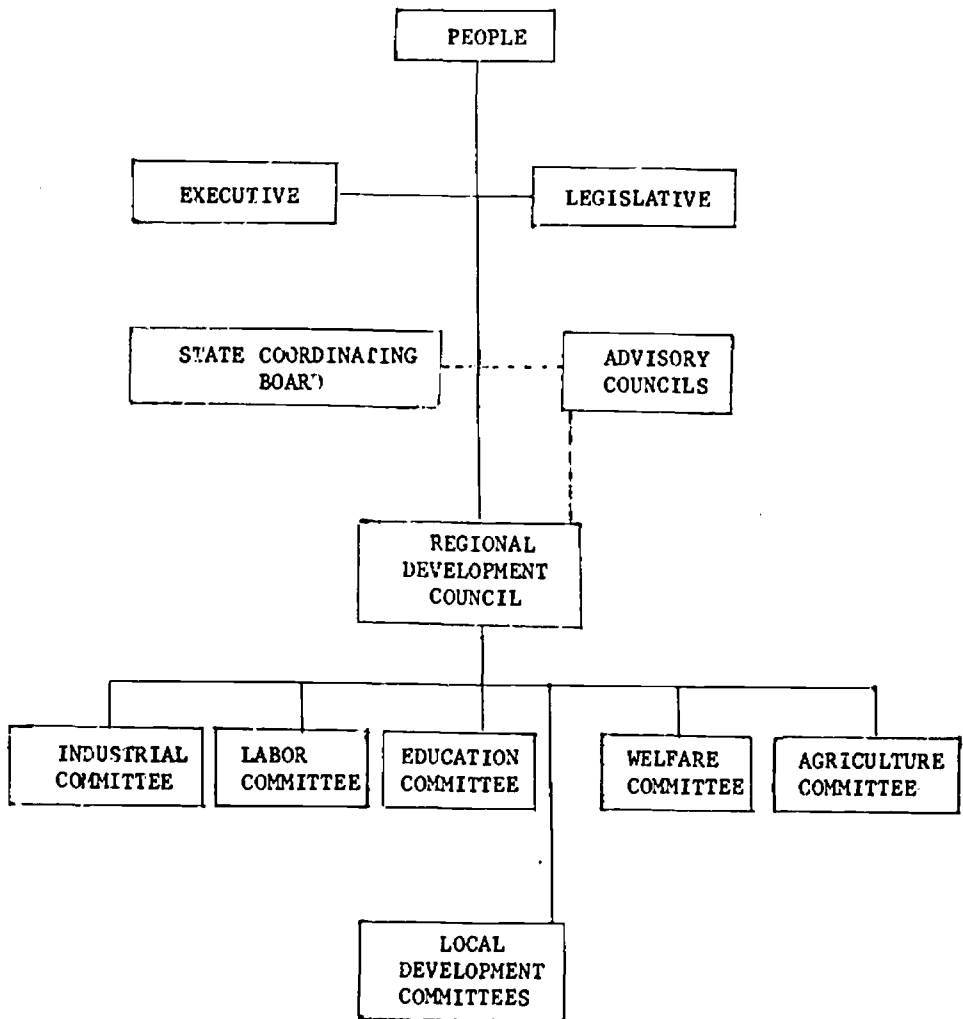 PEOPLE
EXECUTIVE
LEGISLATIVE
STATE COORDINATING
BOARD
ADVISORY
COUNCILS
REGIONAL
DEVELOPMENT
COUNCIL
INDUSTRIAL
COMMITTEE
LABOR
COMMITTEE
EDUCATION
COMMITTEE
WELFARE
COMMITTEE
AGRICULTURE
COMMITTEE
LOCAL
DEVELOPMENT
COMMITTEES